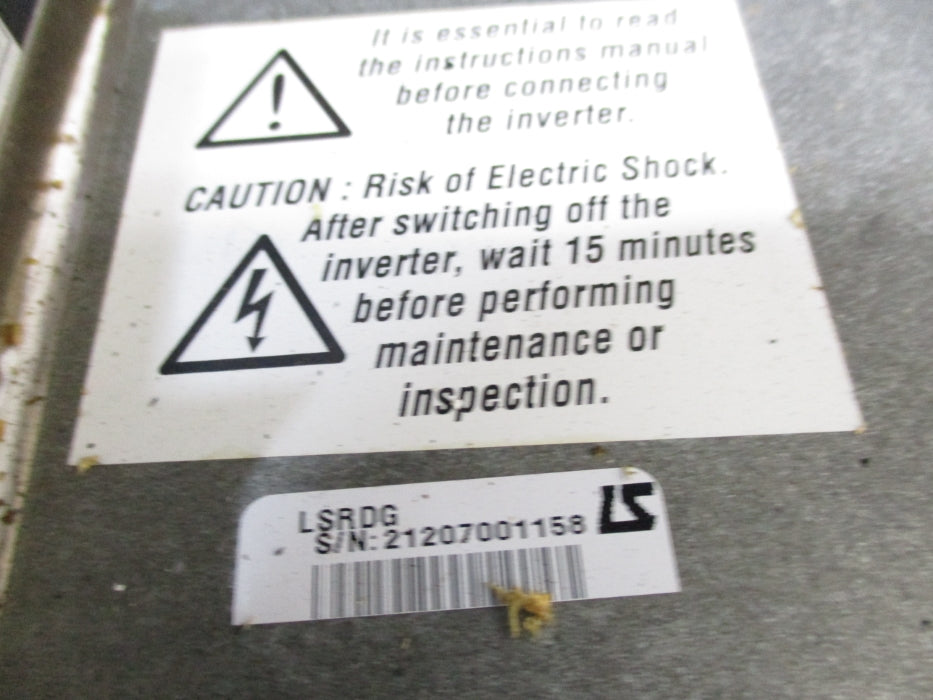 It is essential to read
the instructions manual
before connecting
the inverter.
CAUTION : Risk of Electric Shock.
After switching off the
inverter, wait 15 minutes
before performing
maintenance or
inspection.
LSRDG
S/N: 21207001158
LS